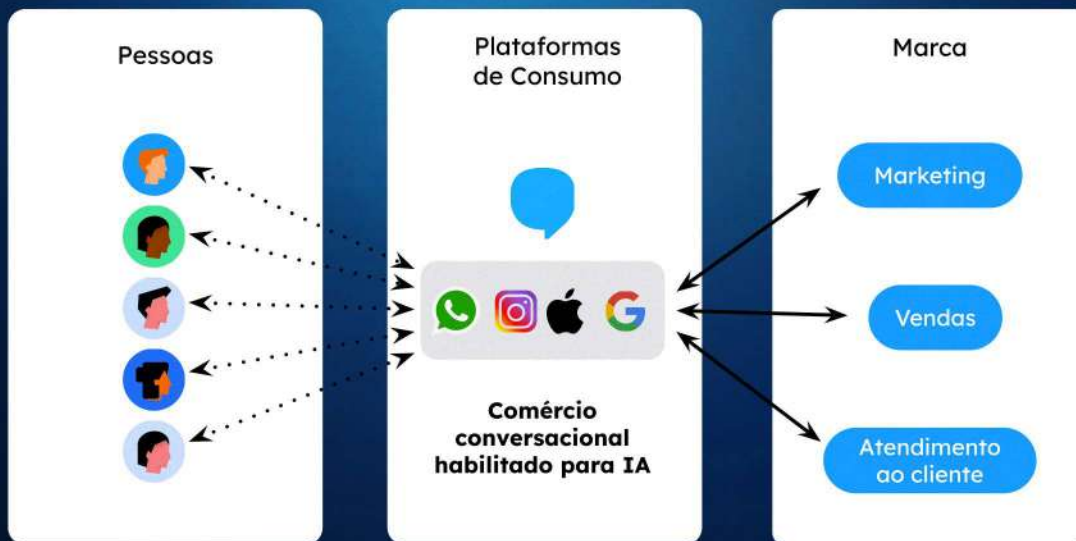 Pessoas
Plataformas
de Consumo
Marca
Marketing
Vendas
Comércio
conversacional
habilitado para IA
Atendimento
ao cliente